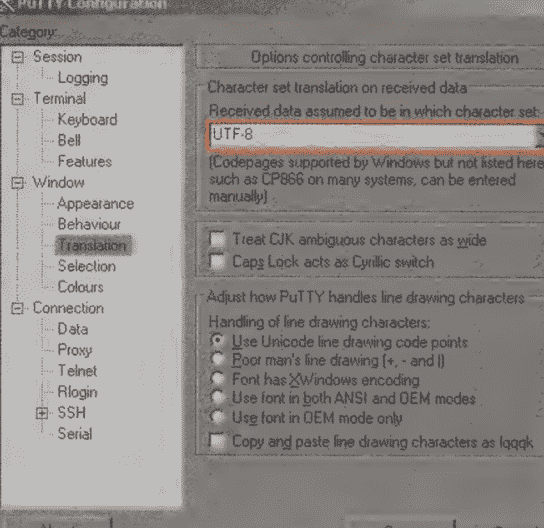 PuTTY Configuration
Category:
Session
Logging
Terminal
Keyboard
Bell
Features
Window
Appearance
Behaviour
Translation
Selection
Colours
Connection
Data
Proxy
Telnet
Rlogin
SSH
Serial
Options controlling character set translation
Character set translation on received data
Received data assumed to be in which character set:
UTF-8
(Codepages supported by Windows but not listed here
such as CP866 on many systems, can be entered
manually)
Treat CJK ambiguous characters as wide
Caps Lock acts as Cyrillic switch
Adjust how PuTTY handles line drawing characters
Handling of line drawing characters:
Use Unicode line drawing code points
Poor man's line drawing (+, - and |)
Font has XWindows encoding
Use font in both ANSI and OEM modes
Use font in OEM mode only
Copy and paste line drawing characters as lqqqk